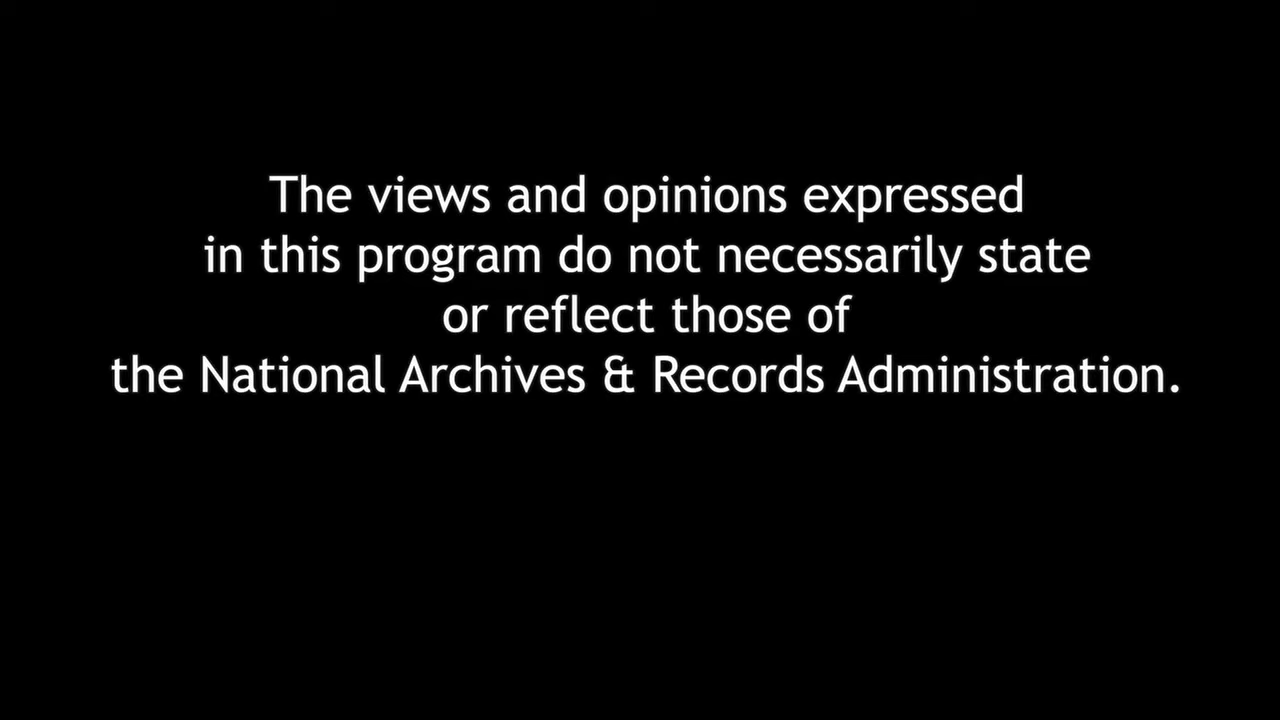 The views and opinions expressed
in this program do not necessarily state
or reflect those of
the National Archives & Records Administration.